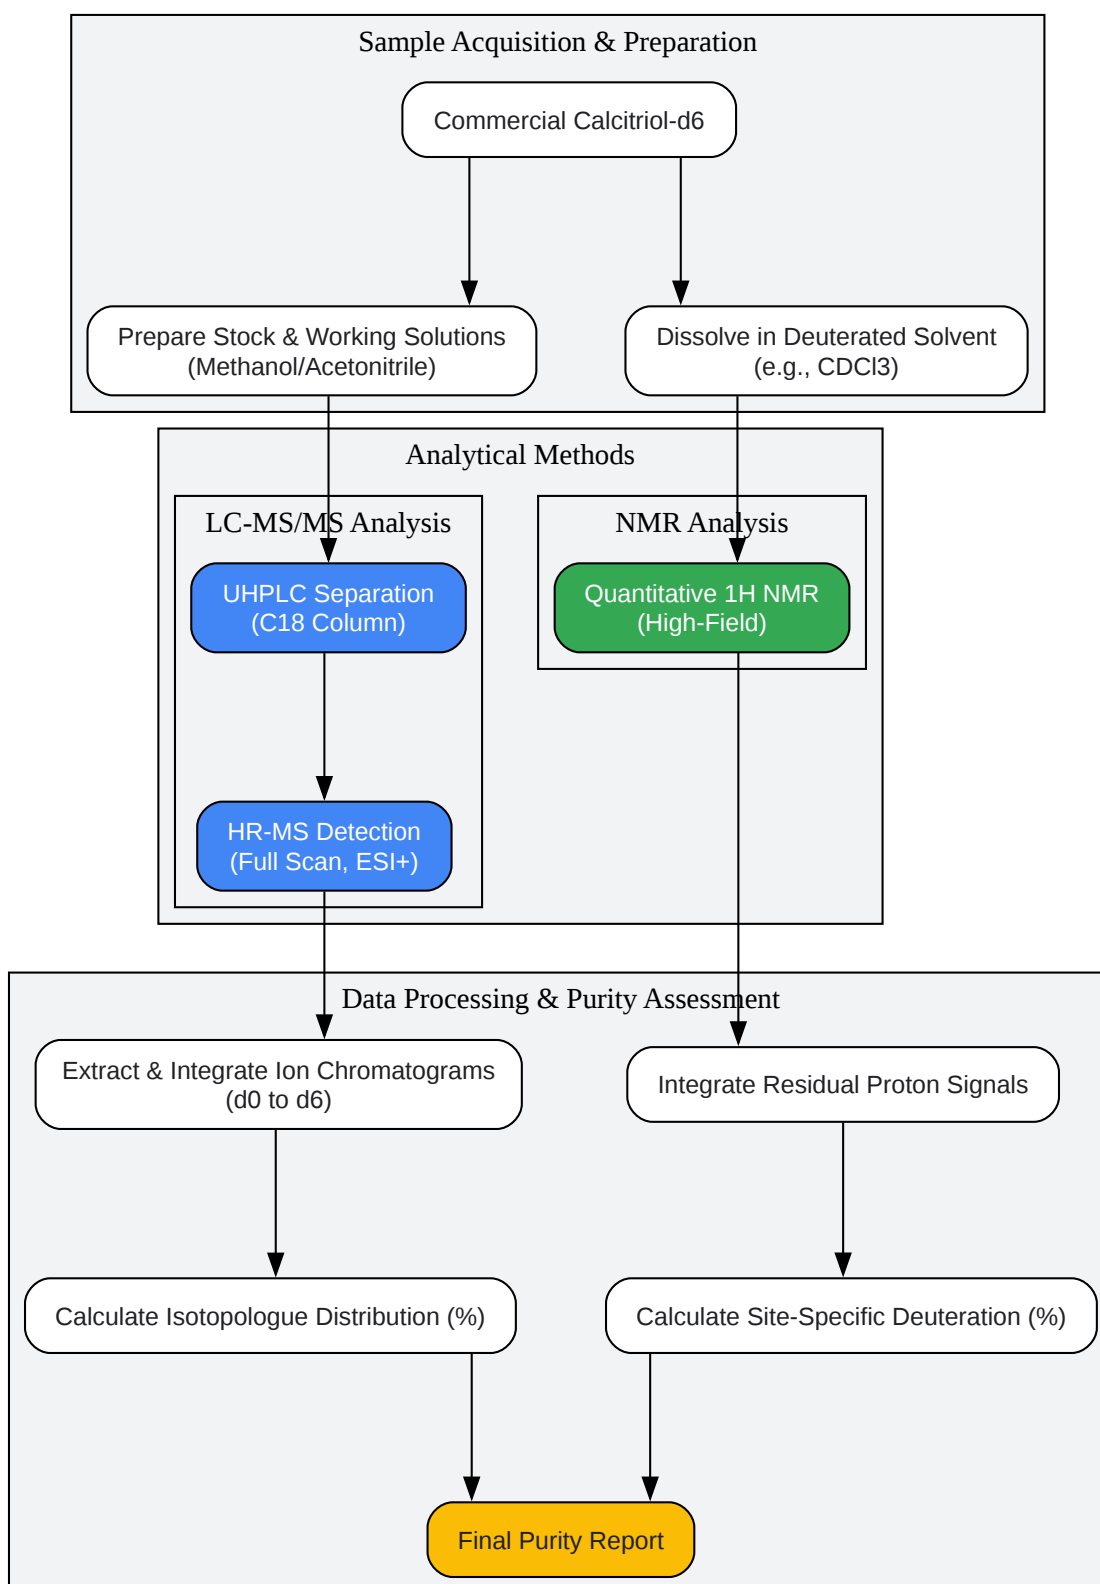 Sample Acquisition & Preparation
Commercial Calcitriol-d6
Prepare Stock & Working Solutions
(Methanol/Acetonitrile)
Dissolve in Deuterated Solvent
(e.g., CDCl3)
Analytical Methods
LC-MS/MS Analysis
UHPLC Separation
(C18 Column)
HR-MS Detection
(Full Scan, ESI+)
NMR Analysis
Quantitative 1H NMR
(High-Field)
Data Processing & Purity Assessment
Extract & Integrate Ion Chromatograms
(d0 to d6)
Integrate Residual Proton Signals
Calculate Isotopologue Distribution (%)
Calculate Site-Specific Deuteration (%)
Final Purity Report